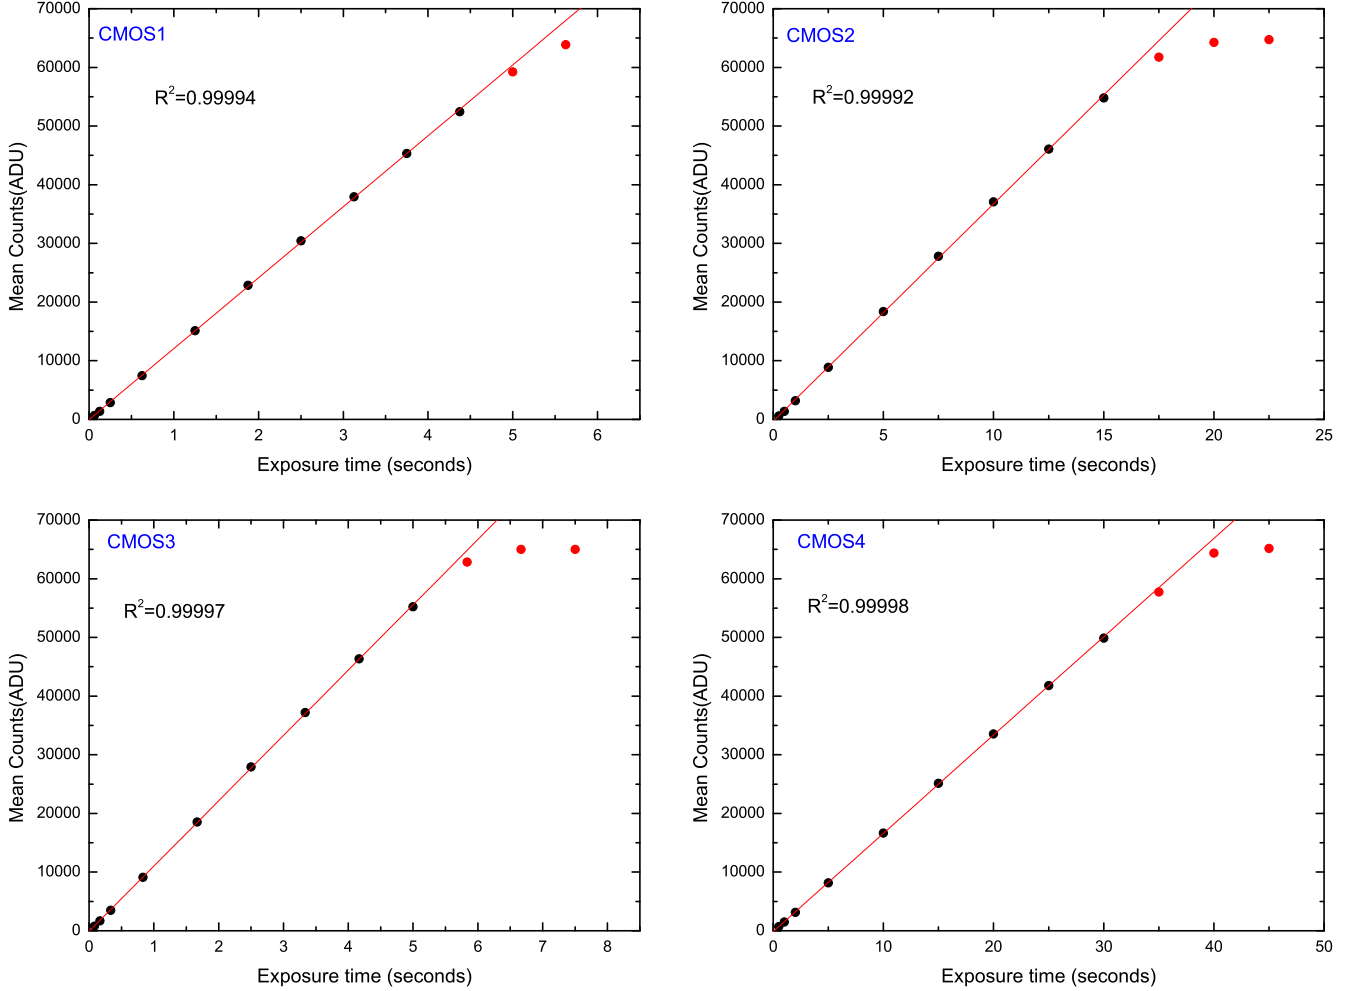 CMOS1
R²=0.99994
70000
60000
50000
40000
30000
20000
10000
0
Mean Counts(ADU)
0 1 2 3 4 5 6
Exposure time (seconds)
CMOS2
R²=0.99992
70000
60000
50000
40000
30000
20000
10000
0
Mean Counts(ADU)
0 5 10 15 20 25
Exposure time (seconds)
CMOS3
R²=0.99997
70000
60000
50000
40000
30000
20000
10000
0
Mean Counts(ADU)
0 1 2 3 4 5 6 7 8
Exposure time (seconds)
CMOS4
R²=0.99998
70000
60000
50000
40000
30000
20000
10000
0
Mean Counts(ADU)
0 10 20 30 40 50
Exposure time (seconds)